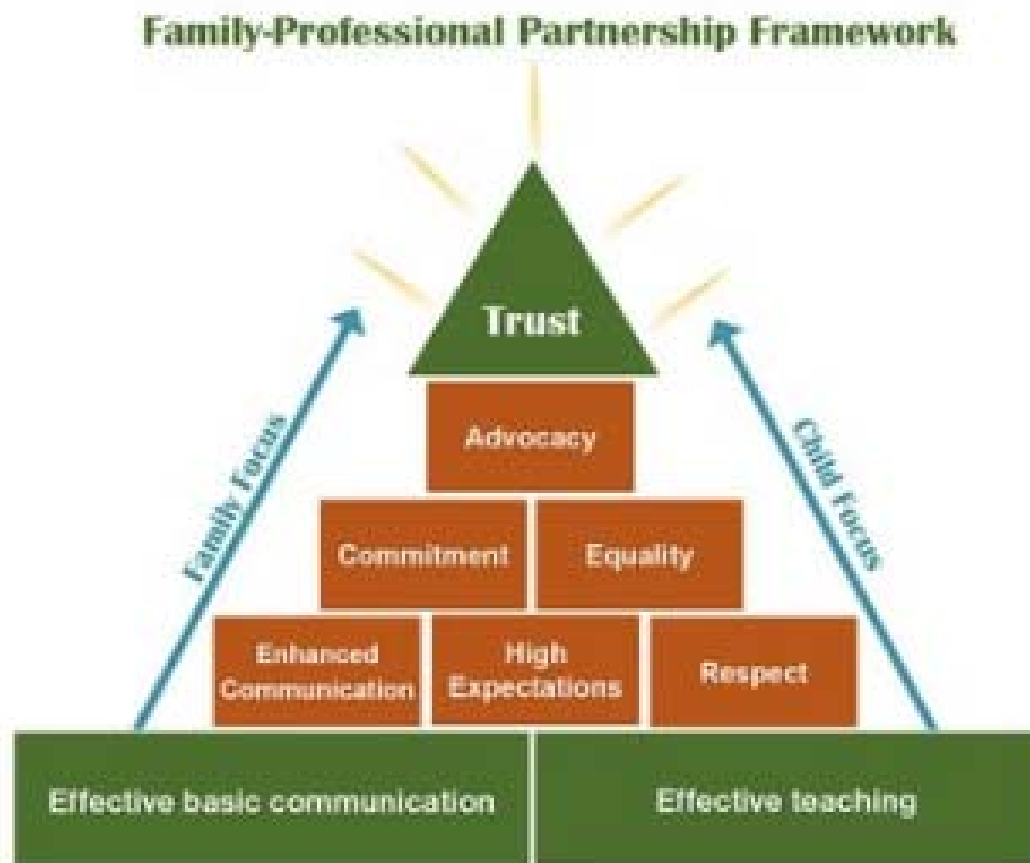 Family-Professional Partnership Framework
Trust
Advocacy
Family Focus
Child Focus
Commitment
Equality
Enhanced
Communication
High
Expectations
Respect
Effective basic communication
Effective teaching